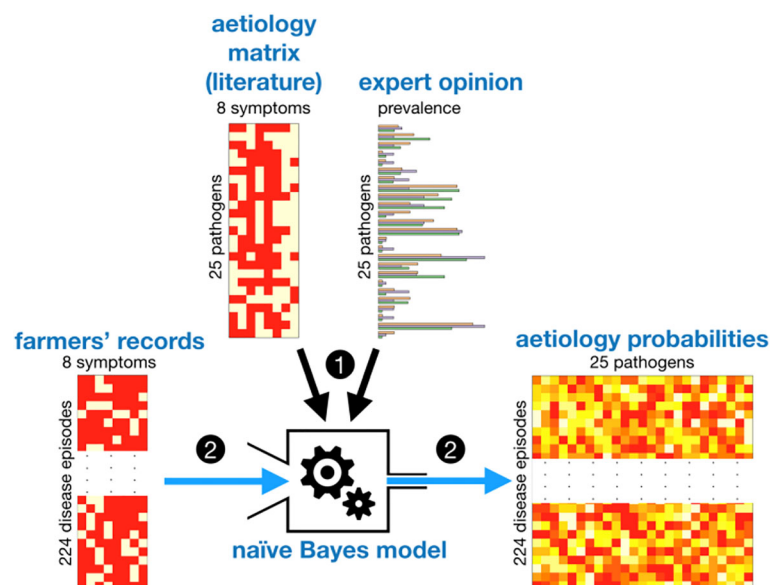 aetiology
matrix
(literature)
8 symptoms
25 pathogens
expert opinion
prevalence
25 pathogens
farmers’ records
8 symptoms
224 disease episodes
1
2
2
naïve Bayes model
aetiology probabilities
25 pathogens
224 disease episodes